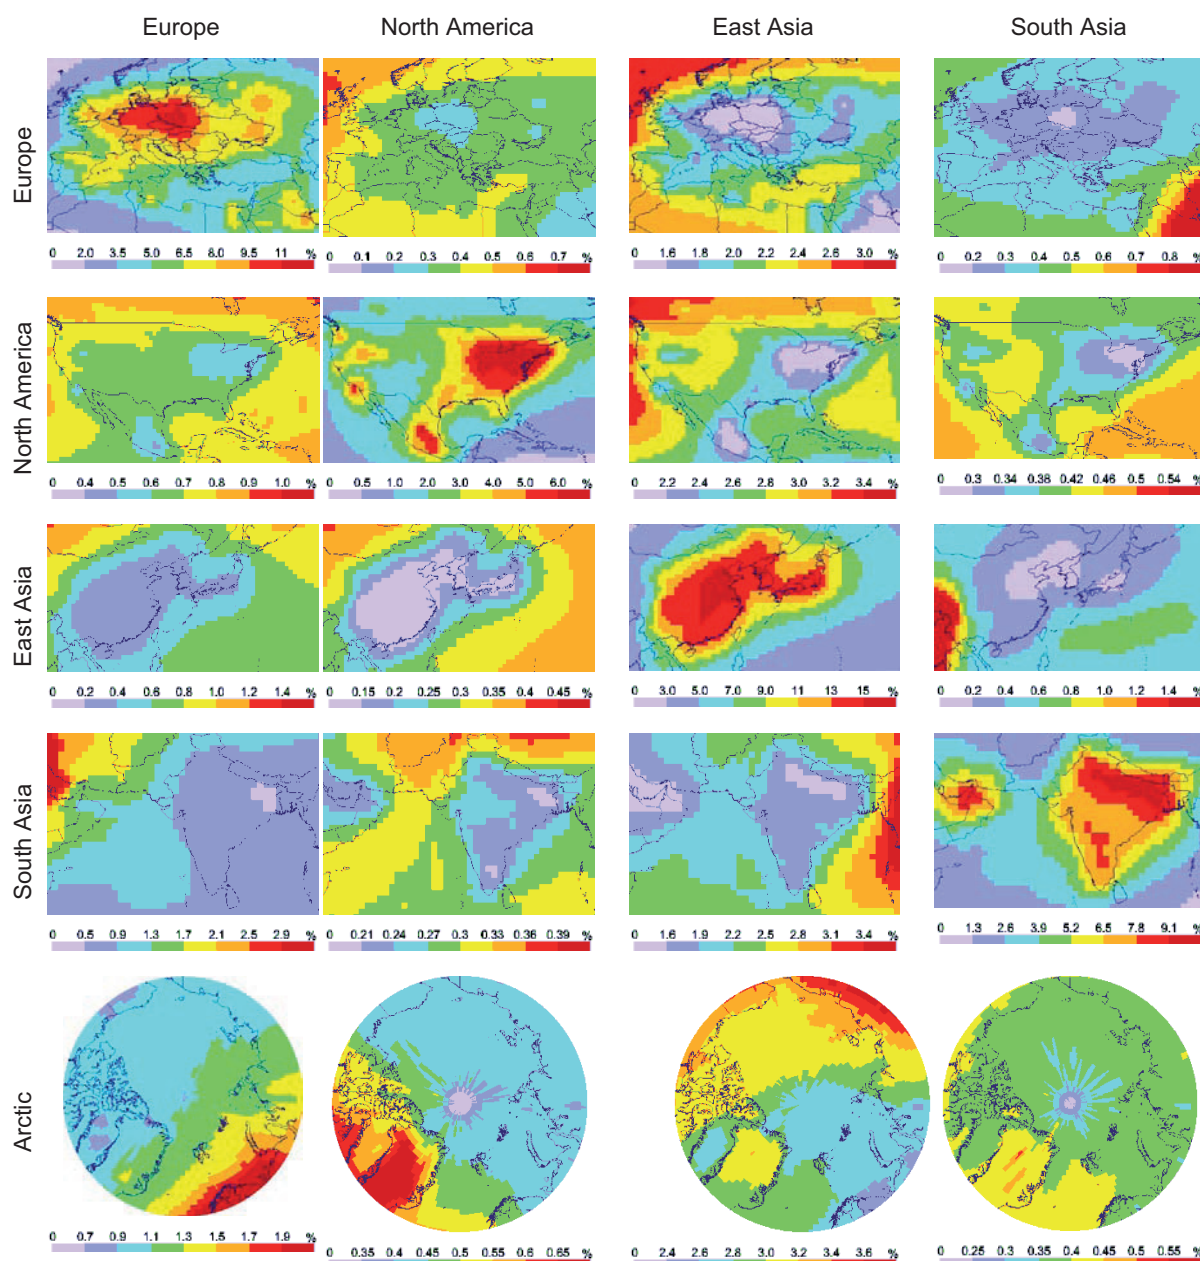 Europe North America East Asia South Asia
Europe
0 2.0 3.5 5.0 6.5 8.0 9.5 11 %
0 0.1 0.2 0.3 0.4 0.5 0.6 0.7 %
0 1.6 1.8 2.0 2.2 2.4 2.6 3.0 %
0 0.2 0.3 0.4 0.5 0.6 0.7 0.8 %
North America
0 0.4 0.5 0.6 0.7 0.8 0.9 1.0 %
0 0.5 1.0 2.0 3.0 4.0 5.0 6.0 %
0 2.2 2.4 2.6 2.8 3.0 3.2 3.4 %
0 0.3 0.34 0.38 0.42 0.46 0.5 0.54 %
East Asia
0 0.2 0.4 0.6 0.8 1.0 1.2 1.4 %
0 0.15 0.2 0.25 0.3 0.35 0.4 0.45 %
0 3.0 5.0 7.0 9.0 11 13 15 %
0 0.2 0.4 0.6 0.8 1.0 1.2 1.4 %
South Asia
0 0.5 0.9 1.3 1.7 2.1 2.5 2.9 %
0 0.21 0.24 0.27 0.3 0.33 0.36 0.39 %
0 1.6 1.9 2.2 2.5 2.8 3.1 3.4 %
0 1.3 2.6 3.9 5.2 6.5 7.8 9.1 %
Arctic
0 0.7 0.9 1.1 1.3 1.5 1.7 1.9 %
0 0.35 0.4 0.45 0.5 0.55 0.6 0.65 %
0 2.4 2.6 2.8 3.0 3.2 3.4 3.6 %
0 0.25 0.3 0.35 0.4 0.45 0.5 0.55 %